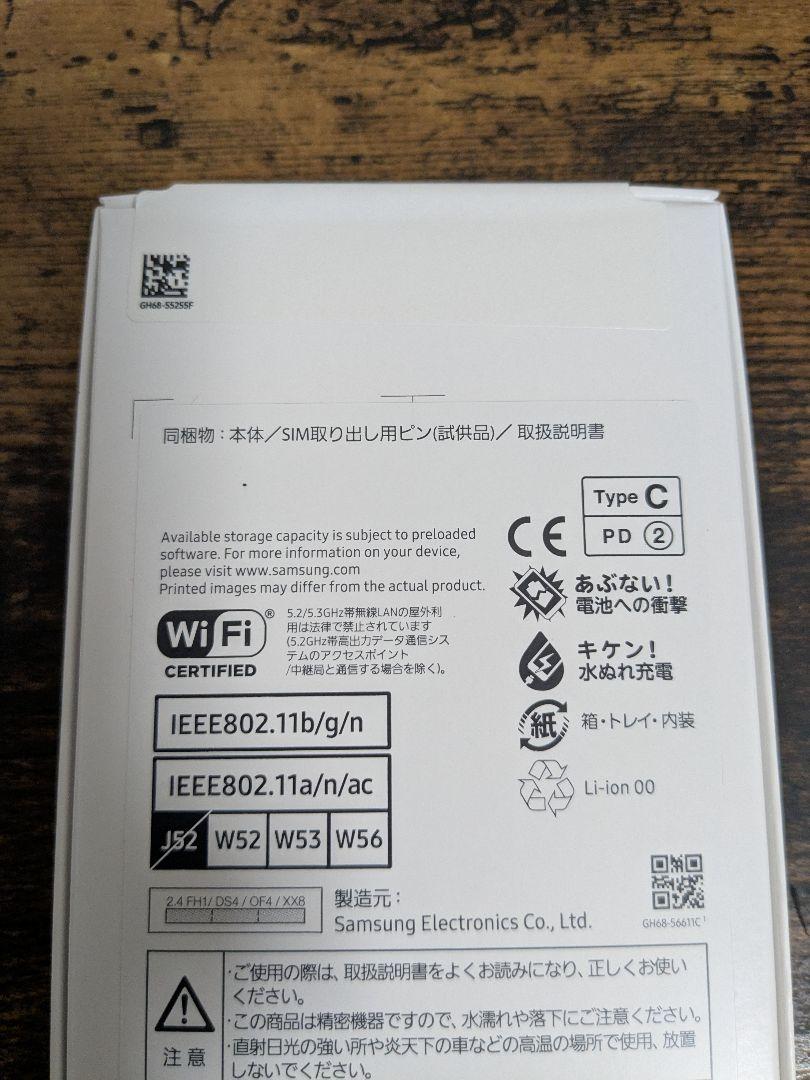 GH68-55255F
同梱物：本体／SIM取り出し用ピン(試供品)／ 取扱説明書
Type C
PD ②
CE
Available storage capacity is subject to preloaded
software. For more information on your device,
please visit www.samsung.com
Printed images may differ from the actual product.
あぶない！
電池への衝撃
Wi Fi ®
CERTIFIED
5.2/5.3GHz帯無線LANの屋外利
用は法律で禁止されています
(5.2GHz帯高出力データ通信シス
テムのアクセスポイント
/中継局と通信する場合を除く)。
キケン！
水ぬれ充電
紙 箱・トレイ・内装
Li-ion 00
IEEE802.11b/g/n
IEEE802.11a/n/ac
J52 W52 W53 W56
2.4 FH1/ DS4 / OF4 / XX8
製造元：
Samsung Electronics Co., Ltd.
GH68-56611C 1
注意
・ご使用の際は、取扱説明書をよくお読みになり、正しくお使い
ください。
・この商品は精密機器ですので、水濡れや落下にご注意ください。
・直射日光の強い所や炎天下の車などの高温の場所で使用、放置
しないでください。